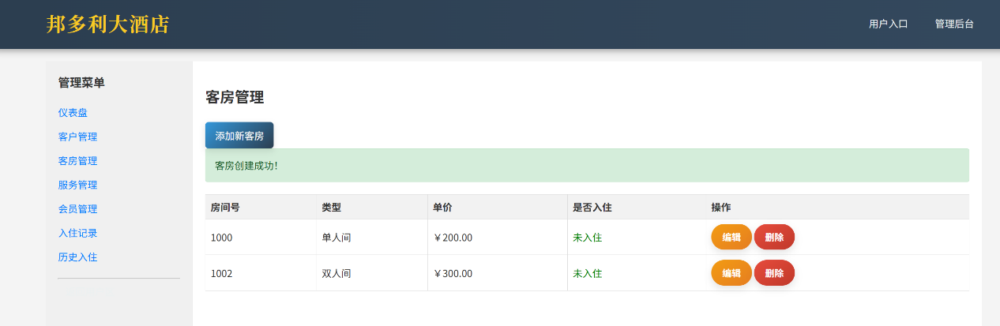 邦多利大酒店
用户入口 管理后台
管理菜单
仪表盘
客户管理
客房管理
服务管理
会员管理
入住记录
历史入住
客房管理
添加新客房
客房创建成功！
房间号 类型 单价 是否入住 操作
1000 单人间 ￥200.00 未入住 编辑 删除
1002 双人间 ￥300.00 未入住 编辑 删除